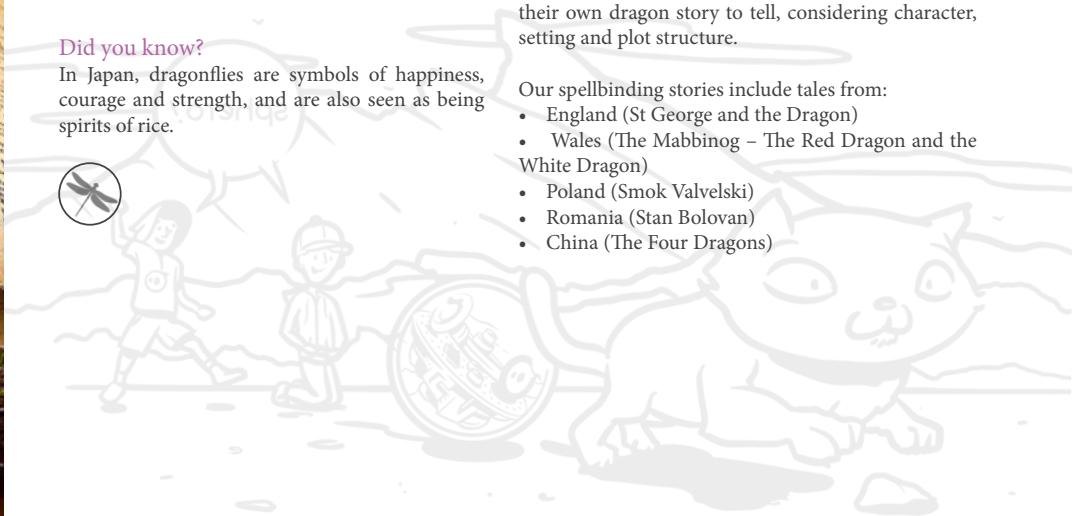 Did you know?
In Japan, dragonflies are symbols of happiness,
courage and strength, and are also seen as being
spirits of rice.
their own dragon story to tell, considering character,
setting and plot structure.
Our spellbinding stories include tales from:
• England (St George and the Dragon)
• Wales (The Mabbinog – The Red Dragon and the
White Dragon)
• Poland (Smok Valvelski)
• Romania (Stan Bolovan)
• China (The Four Dragons)